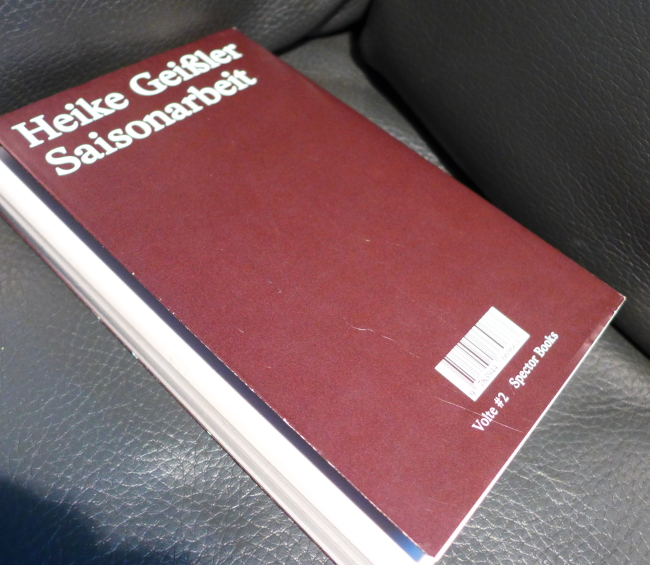 Heike Geißler
Saisonarbeit
Volte #2 Spector Books